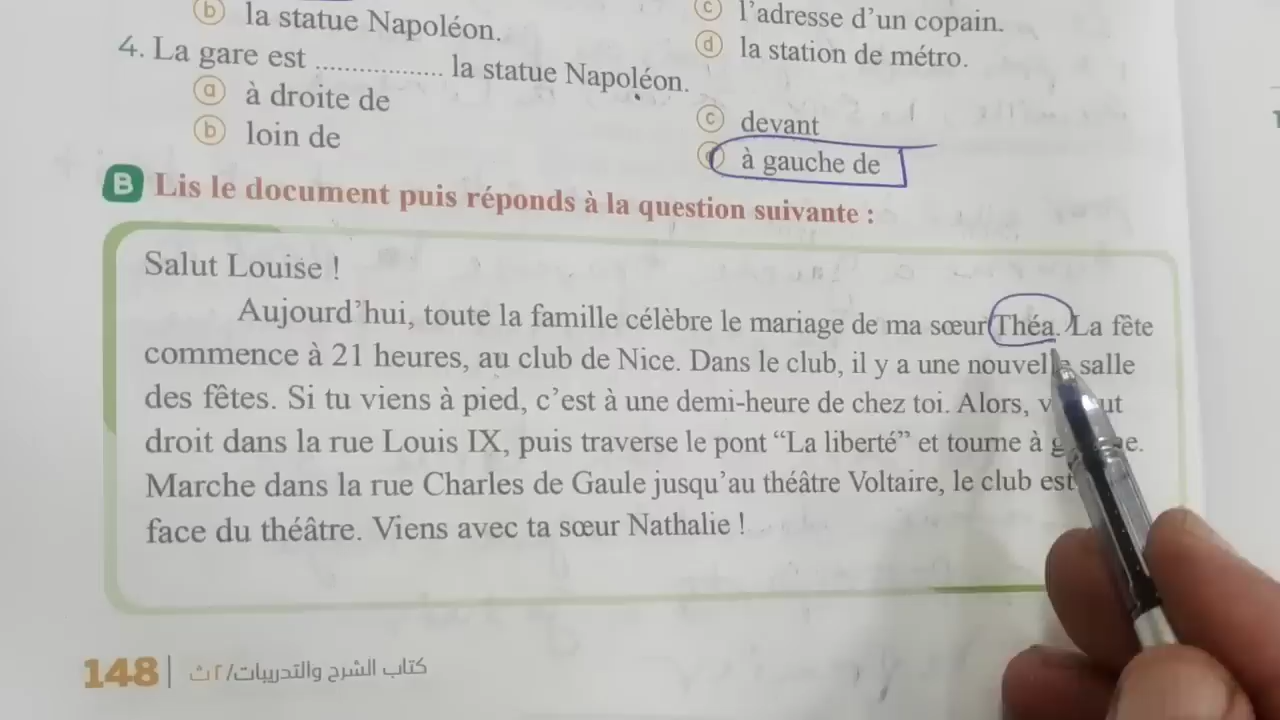 ⓑ la statue Napoléon.
ⓒ l'adresse d'un copain.
ⓓ la station de métro.
4. La gare est .................. la statue Napoléon.
ⓐ à droite de
ⓑ loin de
ⓒ devant
à gauche de
B Lis le document puis réponds à la question suivante :
Salut Louise !
Aujourd'hui, toute la famille célèbre le mariage de ma sœur Théa. La fête
commence à 21 heures, au club de Nice. Dans le club, il y a une nouvelle salle
des fêtes. Si tu viens à pied, c'est à une demi-heure de chez toi. Alors,
droit dans la rue Louis IX, puis traverse le pont “La liberté” et tourne à
Marche dans la rue Charles de Gaule jusqu'au théâtre Voltaire, le club est
face du théâtre. Viens avec ta sœur Nathalie !
148 | كتاب الشرح والتدريبات/٢ث